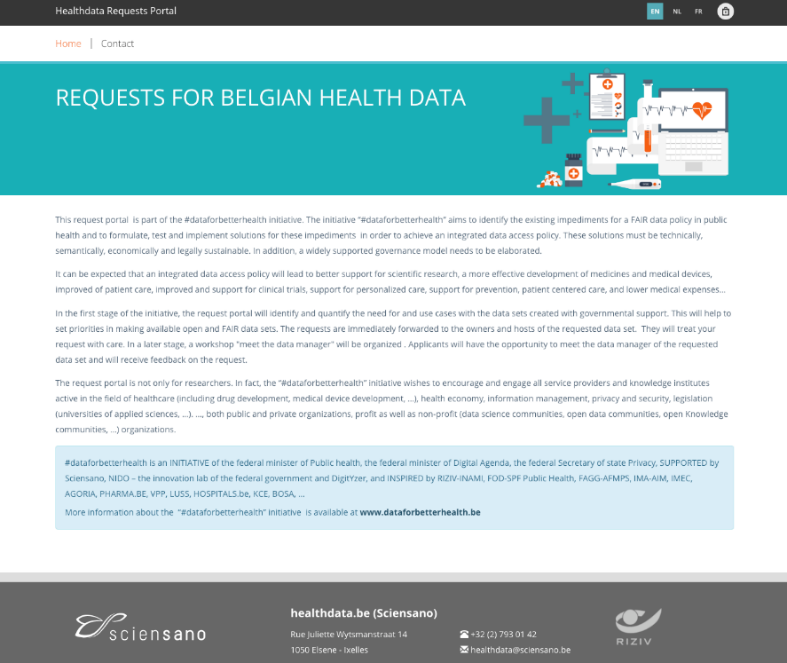 Healthdata Requests Portal
EN NL FR
Home | Contact
REQUESTS FOR BELGIAN HEALTH DATA
This request portal is part of the #dataforbetterhealth initiative. The initiative "#dataforbetterhealth" aims to identify the existing impediments for a FAIR data policy in public
health and to formulate, test and implement solutions for these impediments in order to achieve an integrated data access policy. These solutions must be technically,
semantically, economically and legally sustainable. In addition, a widely supported governance model needs to be elaborated.
It can be expected that an integrated data access policy will lead to better support for scientific research, a more effective development of medicines and medical devices,
improved of patient care, improved and support for clinical trials, support for personalized care, support for prevention, patient centered care, and lower medical expenses...
In the first stage of the initiative, the request portal will identify and quantify the need for and use cases with the data sets created with governmental support. This will help to
set priorities in making available open and FAIR data sets. The requests are immediately forwarded to the owners and hosts of the requested data set. They will treat your
request with care. In a later stage, a workshop "meet the data manager" will be organized . Applicants will have the opportunity to meet the data manager of the requested
data set and will receive feedback on the request.
The request portal is not only for researchers. In fact, the "#dataforbetterhealth" initiative wishes to encourage and engage all service providers and knowledge institutes
active in the field of healthcare (including drug development, medical device development, ...), health economy, information management, privacy and security, legislation
(universities of applied sciences, ...). ..., both public and private organizations, profit as well as non-profit (data science communities, open data communities, open Knowledge
communities, ...) organizations.
#dataforbetterhealth is an INITIATIVE of the federal minister of Public health, the federal minister of Digital Agenda, the federal Secretary of state Privacy, SUPPORTED by
Sciensano, NIDO – the innovation lab of the federal government and DigitYzer, and INSPIRED by RIZIV-INAMI, FOD-SPF Public Health, FAGG-AFMPS, IMA-AIM, IMEC,
AGORIA, PHARMA.BE, VPP, LUSS, HOSPITALS.be, KCE, BOSA, ...
More information about the "#dataforbetterhealth" initiative is available at www.dataforbetterhealth.be
sciensano
healthdata.be (Sciensano)
Rue Juliette Wytsmanstraat 14
1050 Elsene - Ixelles
+32 (2) 793 01 42
healthdata@sciensano.be
RIZIV